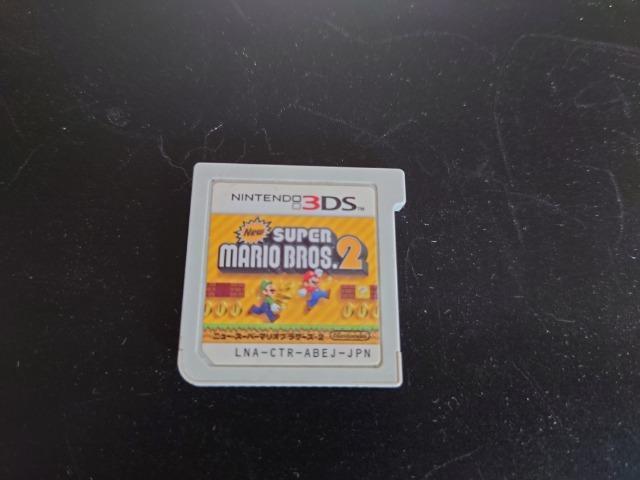 NINTENDO 3DS™
New SUPER
MARIO BROS. 2
ニュー・スーパーマリオブラザーズ・2
Nintendo
LNA-CTR-ABEJ-JPN